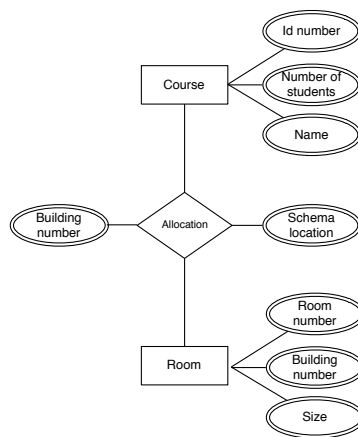 Id number
Course
Number of
students
Name
Building
number
Allocation
Schema
location
Room
number
Room
Building
number
Size